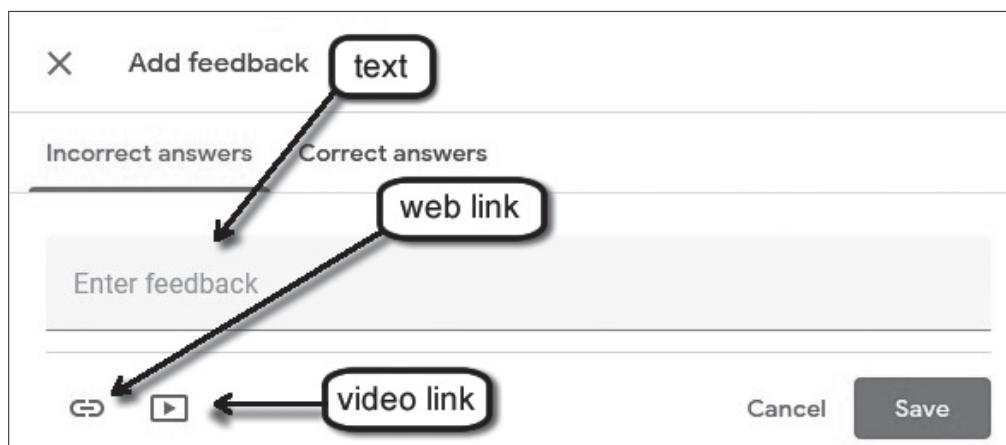 Add feedback
text
Incorrect answers
Correct answers
web link
Enter feedback
video link
Cancel
Save